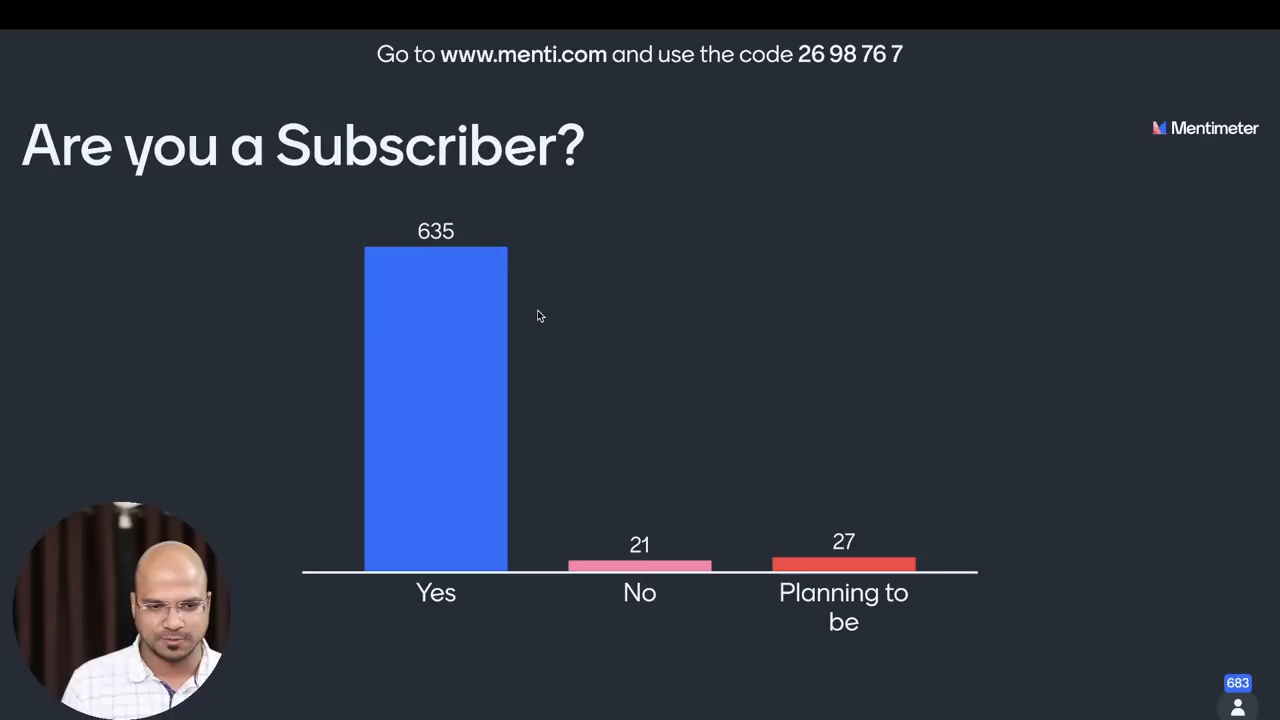 Go to www.menti.com and use the code 26 98 76 7
Mentimeter
Are you a Subscriber?
635
21
27
Yes
No
Planning to
be
683